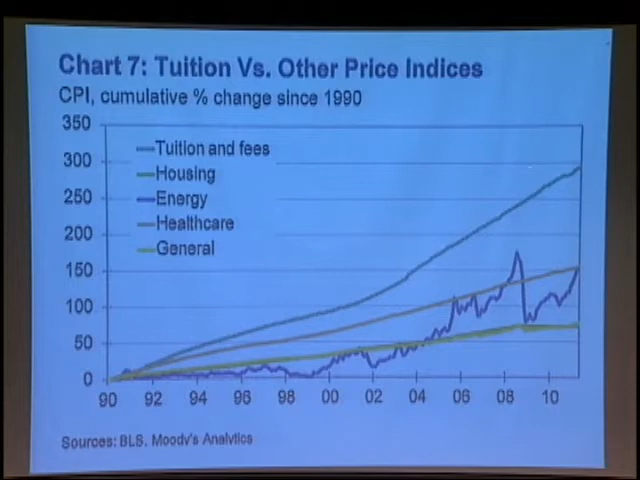 Chart 7: Tuition Vs. Other Price Indices
CPI, cumulative % change since 1990
350
300
250
200
150
100
50
0
Tuition and fees
Housing
Energy
Healthcare
General
90 92 94 96 98 00 02 04 06 08 10
Sources: BLS, Moody's Analytics